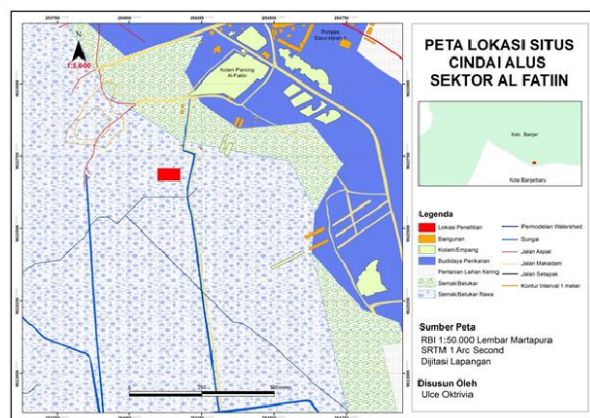 PETA LOKASI SITUS
CINDAI ALUS
SEKTOR AL FATIIN
N
1:5.000
Kolam Pancing
Al-Fatiin
Kab. Banjar
Kota Banjarbaru
Legenda
Lokasi Penelitian
Bangunan
Kolam/Empang
Budidaya Perikanan
Pertanian Lahan Kering
Semak/Belukar
Semak/Belukar Rawa
Permodelan Watershed
Sungai
Jalan Aspal
Jalan Makadam
Jalan Setapak
Kontur Interval 1 meter
Sumber Peta
RBI 1:50.000 Lembar Martapura
SRTM 1 Arc Second
Dijitasi Lapangan
Disusun Oleh
Ulce Oktrivia